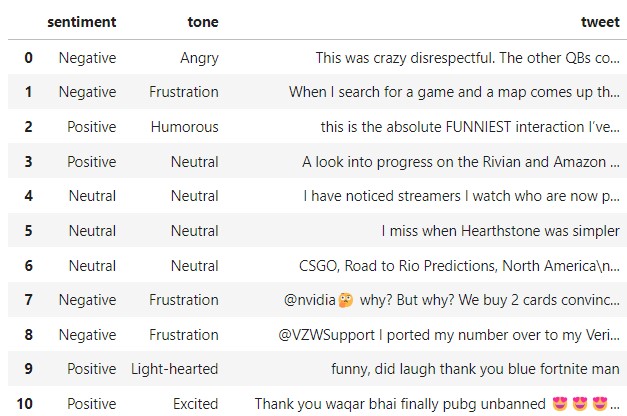 sentiment tone tweet
0 Negative Angry This was crazy disrespectful. The other QBs co...
1 Negative Frustration When I search for a game and a map comes up th...
2 Positive Humorous this is the absolute FUNNIEST interaction I've...
3 Positive Neutral A look into progress on the Rivian and Amazon ...
4 Neutral Neutral I have noticed streamers I watch who are now p...
5 Neutral Neutral I miss when Hearthstone was simpler
6 Neutral Neutral CSGO, Road to Rio Predictions, North America\n...
7 Negative Frustration @nvidia🤔 why? But why? We buy 2 cards convinc...
8 Negative Frustration @VZWSupport I ported my number over to my Veri...
9 Positive Light-hearted funny, did laugh thank you blue fortnite man
10 Positive Excited Thank you waqar bhai finally pubg unbanned 😍😍😍...